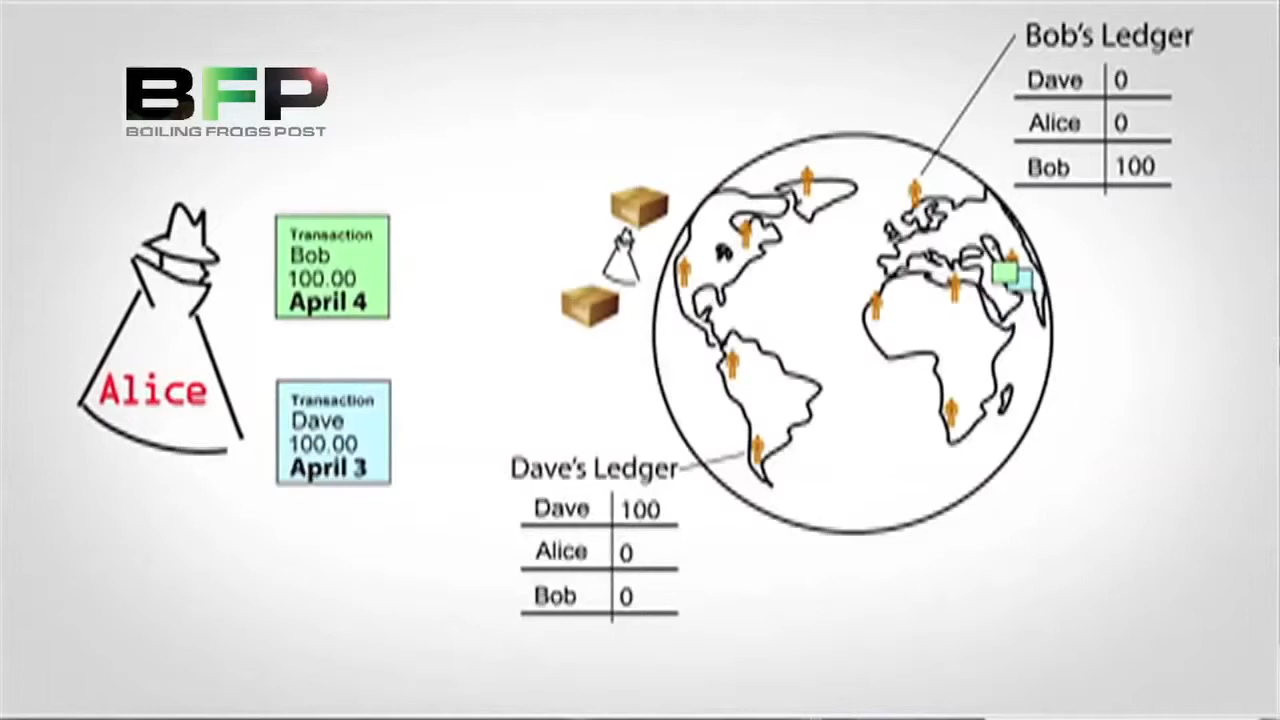 BFP
BOILING FROGS POST
Alice
Transaction
Bob
100.00
April 4
Transaction
Dave
100.00
April 3
Bob's Ledger
Dave 0
Alice 0
Bob 100
Dave's Ledger
Dave 100
Alice 0
Bob 0